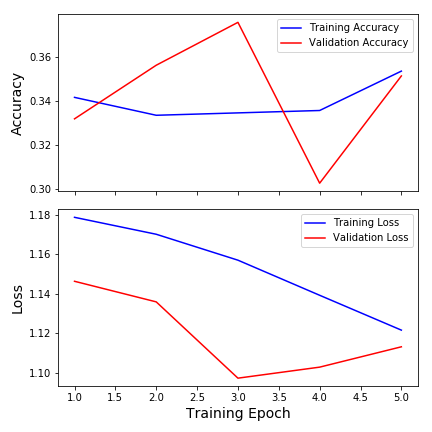 Training Accuracy
Validation Accuracy
0.36
0.34
0.32
0.30
Accuracy
Training Loss
Validation Loss
1.18
1.16
1.14
1.12
1.10
Loss
1.0 1.5 2.0 2.5 3.0 3.5 4.0 4.5 5.0
Training Epoch